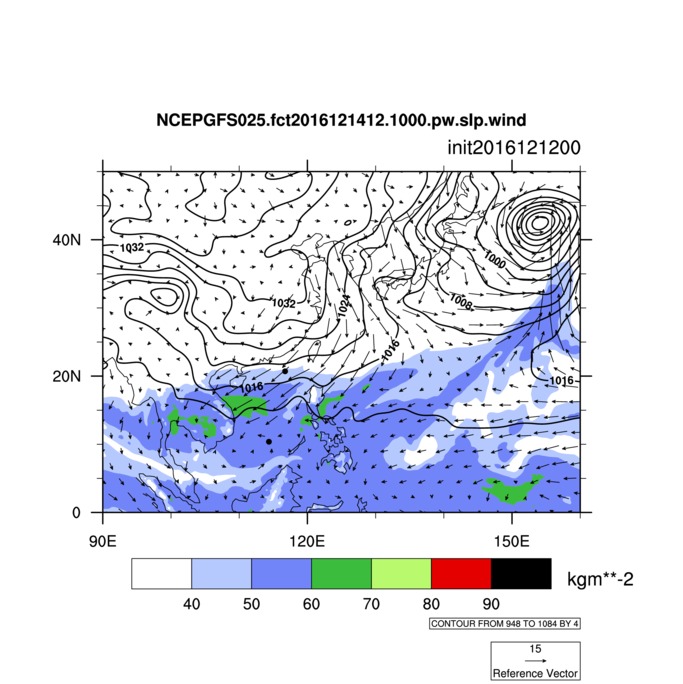 NCEPGFS025.fct2016121412.1000.pw.slp.wind
init2016121200
40N
20N
0
1032
1032
1024
1016
1016
1000
1008
1016
90E 120E 150E
40 50 60 70 80 90
kgm**-2
CONTOUR FROM 948 TO 1084 BY 4
15
Reference Vector